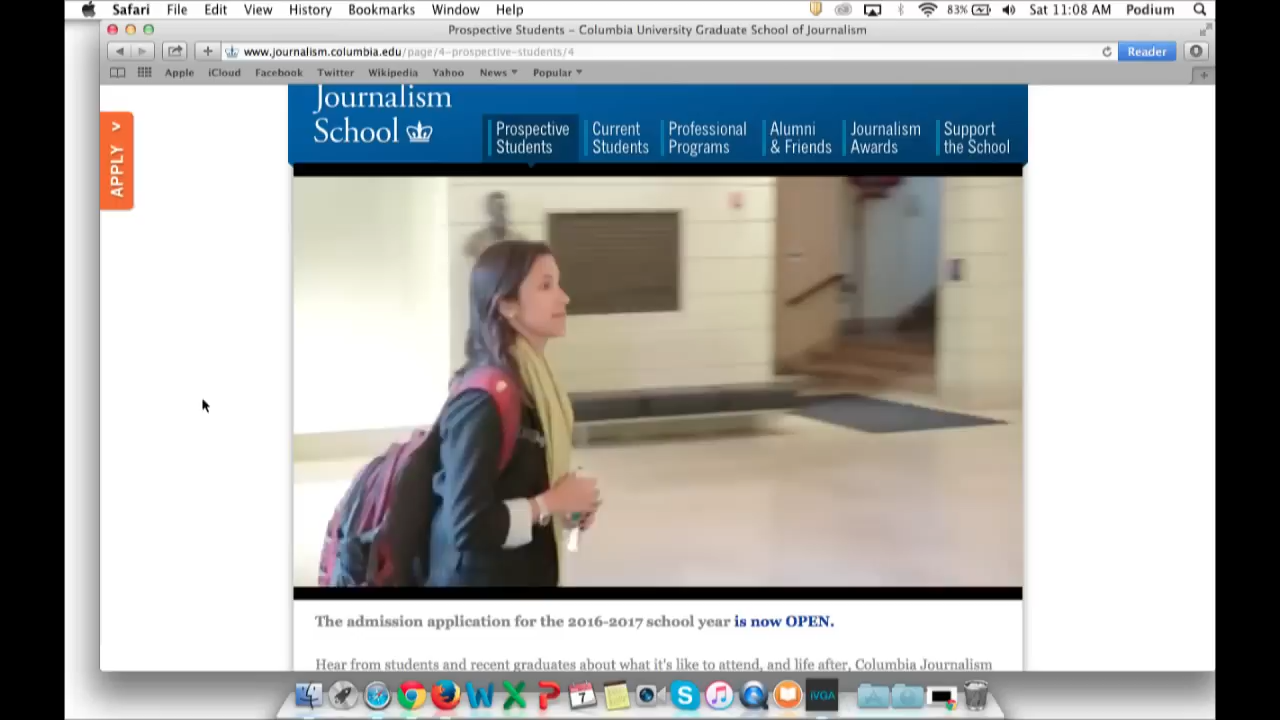 Safari File Edit View History Bookmarks Window Help 83% Sat 11:08 AM Podium
Prospective Students – Columbia University Graduate School of Journalism
www.journalism.columbia.edu/page/4-prospective-students/4 Reader
Apple iCloud Facebook Twitter Wikipedia Yahoo News Popular
APPLY >
Journalism
School
Prospective
Students
Current
Students
Professional
Programs
Alumni
& Friends
Journalism
Awards
Support
the School
The admission application for the 2016-2017 school year is now OPEN.
Hear from students and recent graduates about what it's like to attend, and life after, Columbia Journalism
7
iVGA